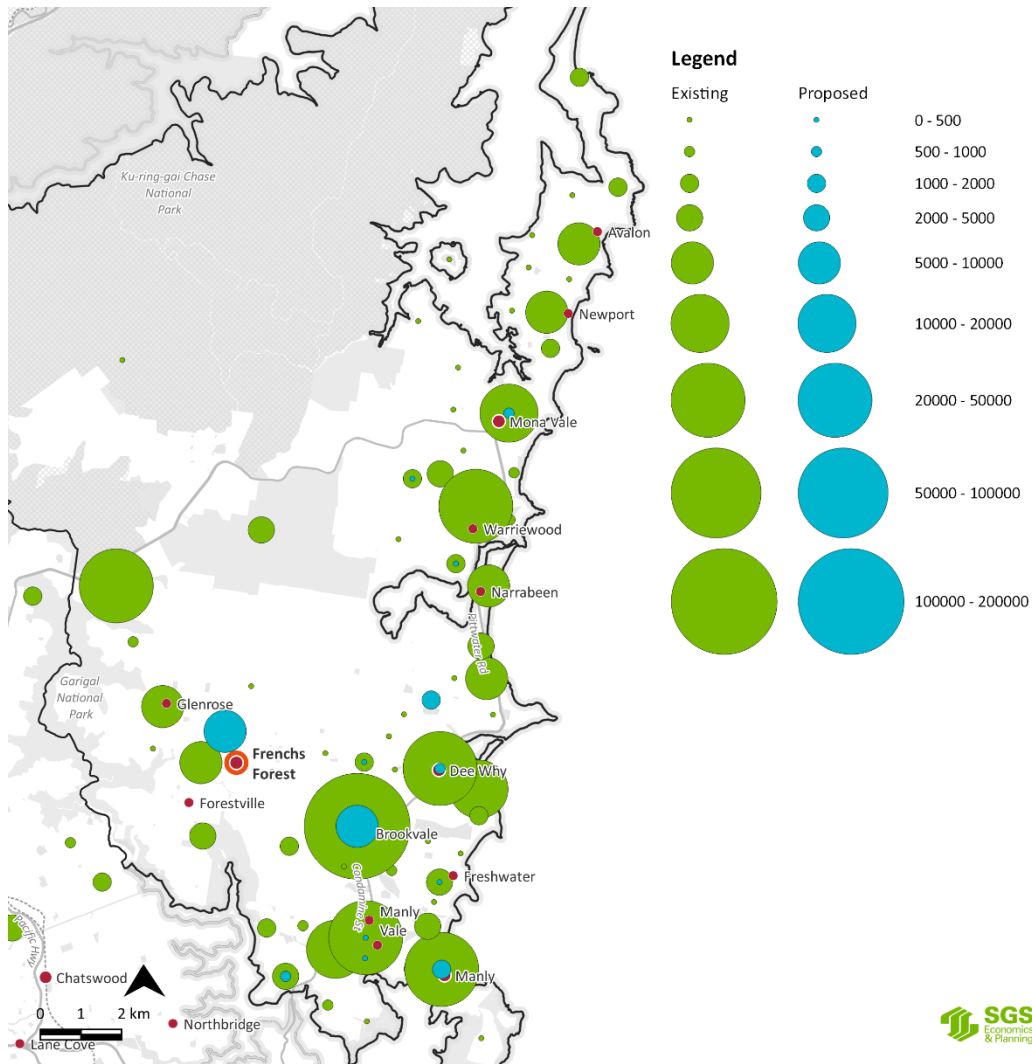 Legend
Existing
Proposed
0 - 500
500 - 1000
1000 - 2000
2000 - 5000
5000 - 10000
10000 - 20000
20000 - 50000
50000 - 100000
100000 - 200000
Ku-ring-gai Chase
National
Park
Avalon
Newport
Mona Vale
Warriewood
Narrabeen
Pittwater Rd
Garigal
National
Park
Glenrose
Frenchs
Forest
Dee Why
Forestville
Brookvale
Condamine St
Freshwater
Manly
Vale
Pacific Hwy
Chatswood
Manly
0 1 2 km
Northbridge
Lane Cove
SGS
Economics
& Planning